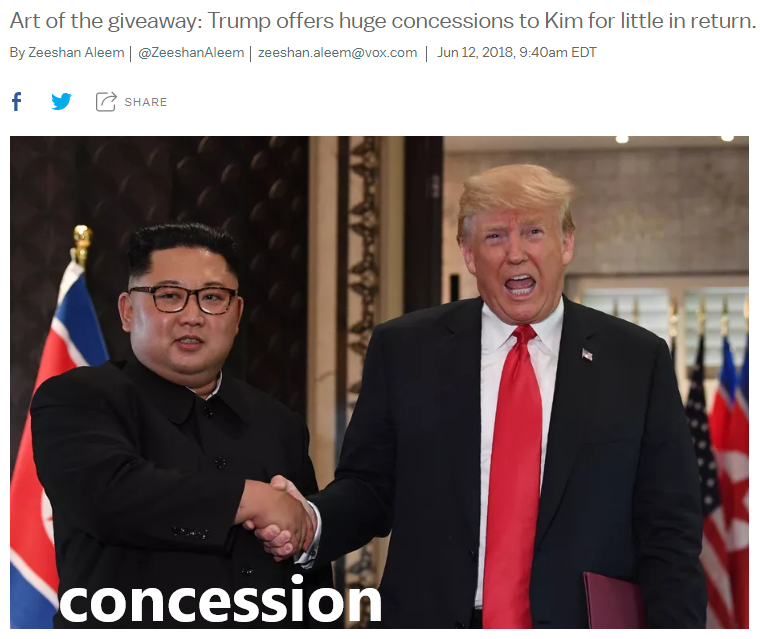 Art of the giveaway: Trump offers huge concessions to Kim for little in return.
By Zeeshan Aleem | @ZeeshanAleem | zeeshan.aleem@vox.com | Jun 12, 2018, 9:40am EDT
SHARE
concession